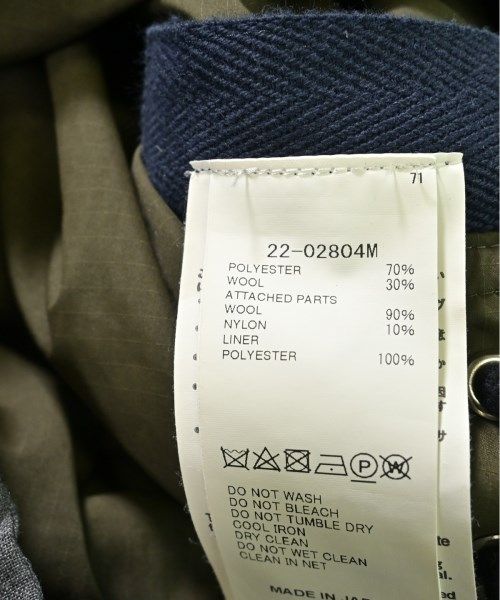 71
22-02804M
POLYESTER 70%
WOOL 30%
ATTACHED PARTS
WOOL 90%
NYLON 10%
LINER
POLYESTER 100%
P W
DO NOT WASH
DO NOT BLEACH
DO NOT TUMBLE DRY
COOL IRON
DRY CLEAN
DO NOT WET CLEAN
CLEAN IN NET
MADE IN